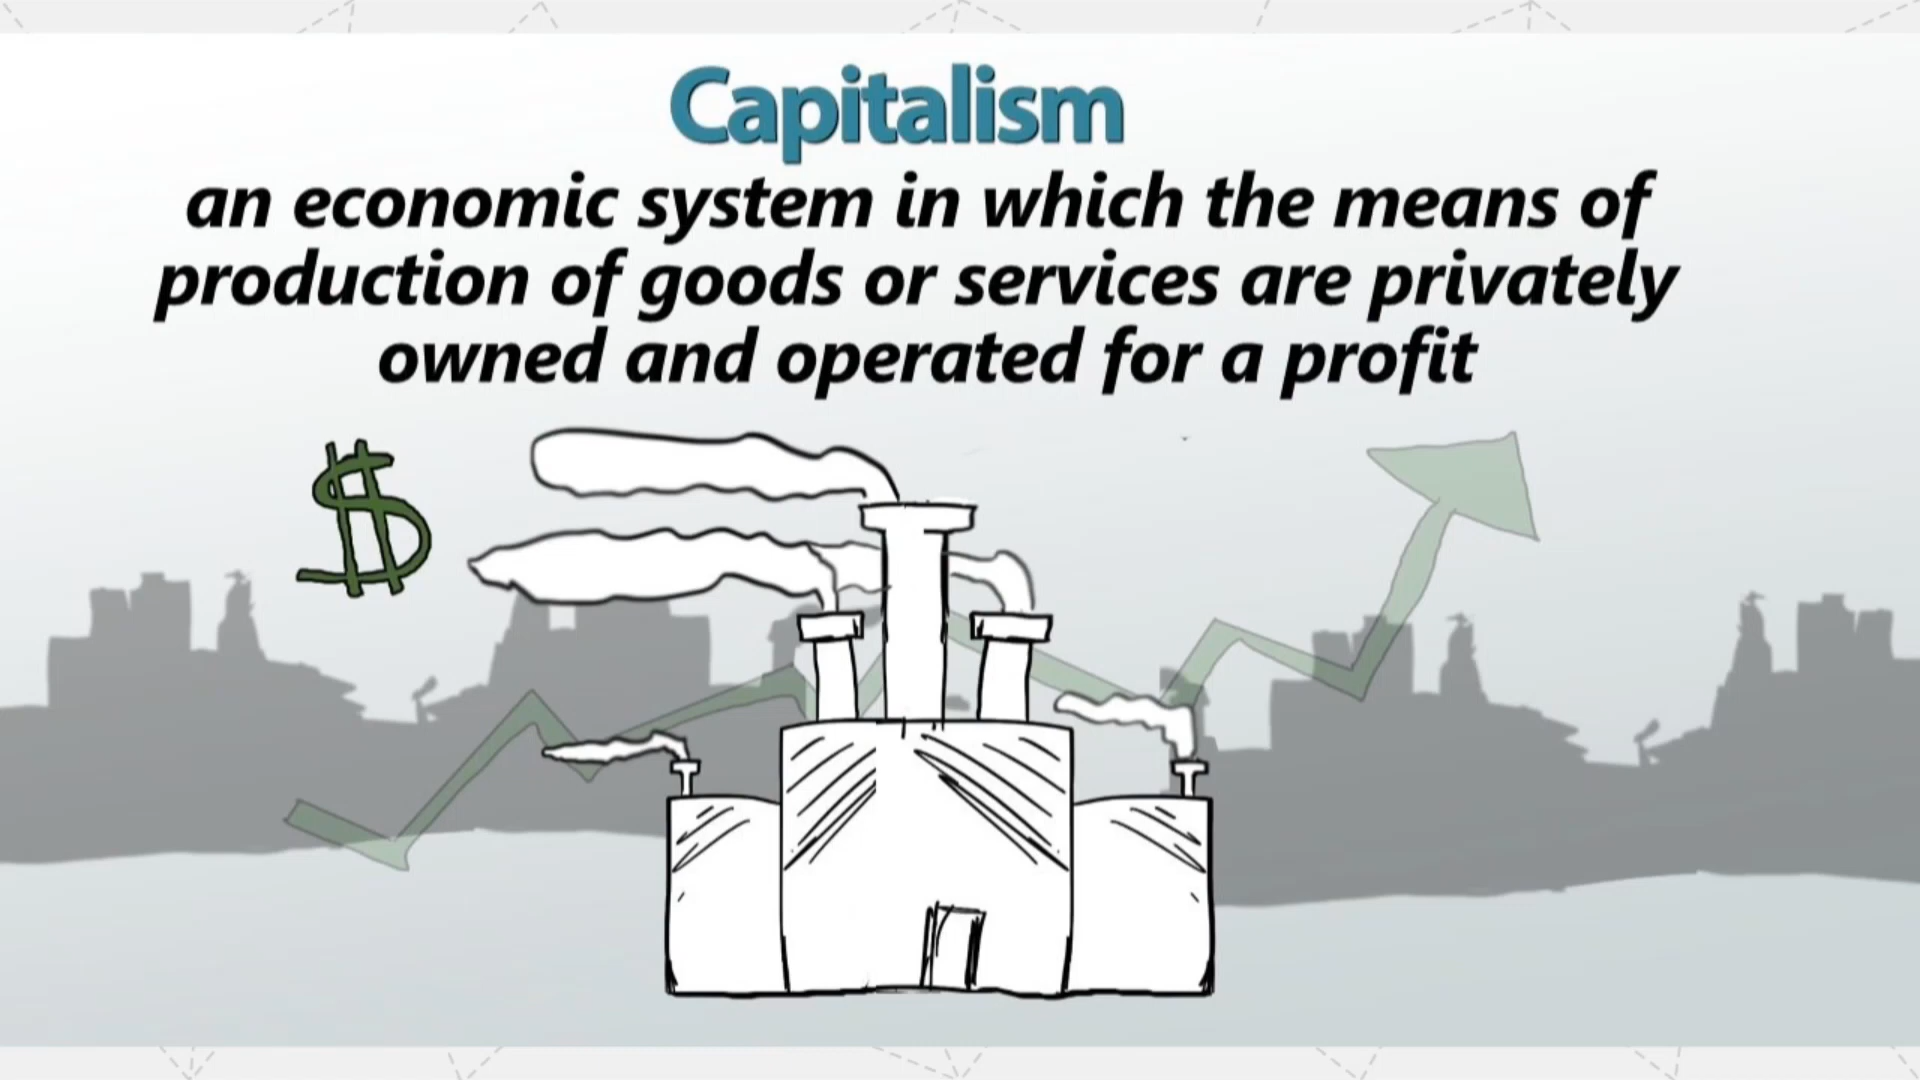 Capitalism
an economic system in which the means of
production of goods or services are privately
owned and operated for a profit
$